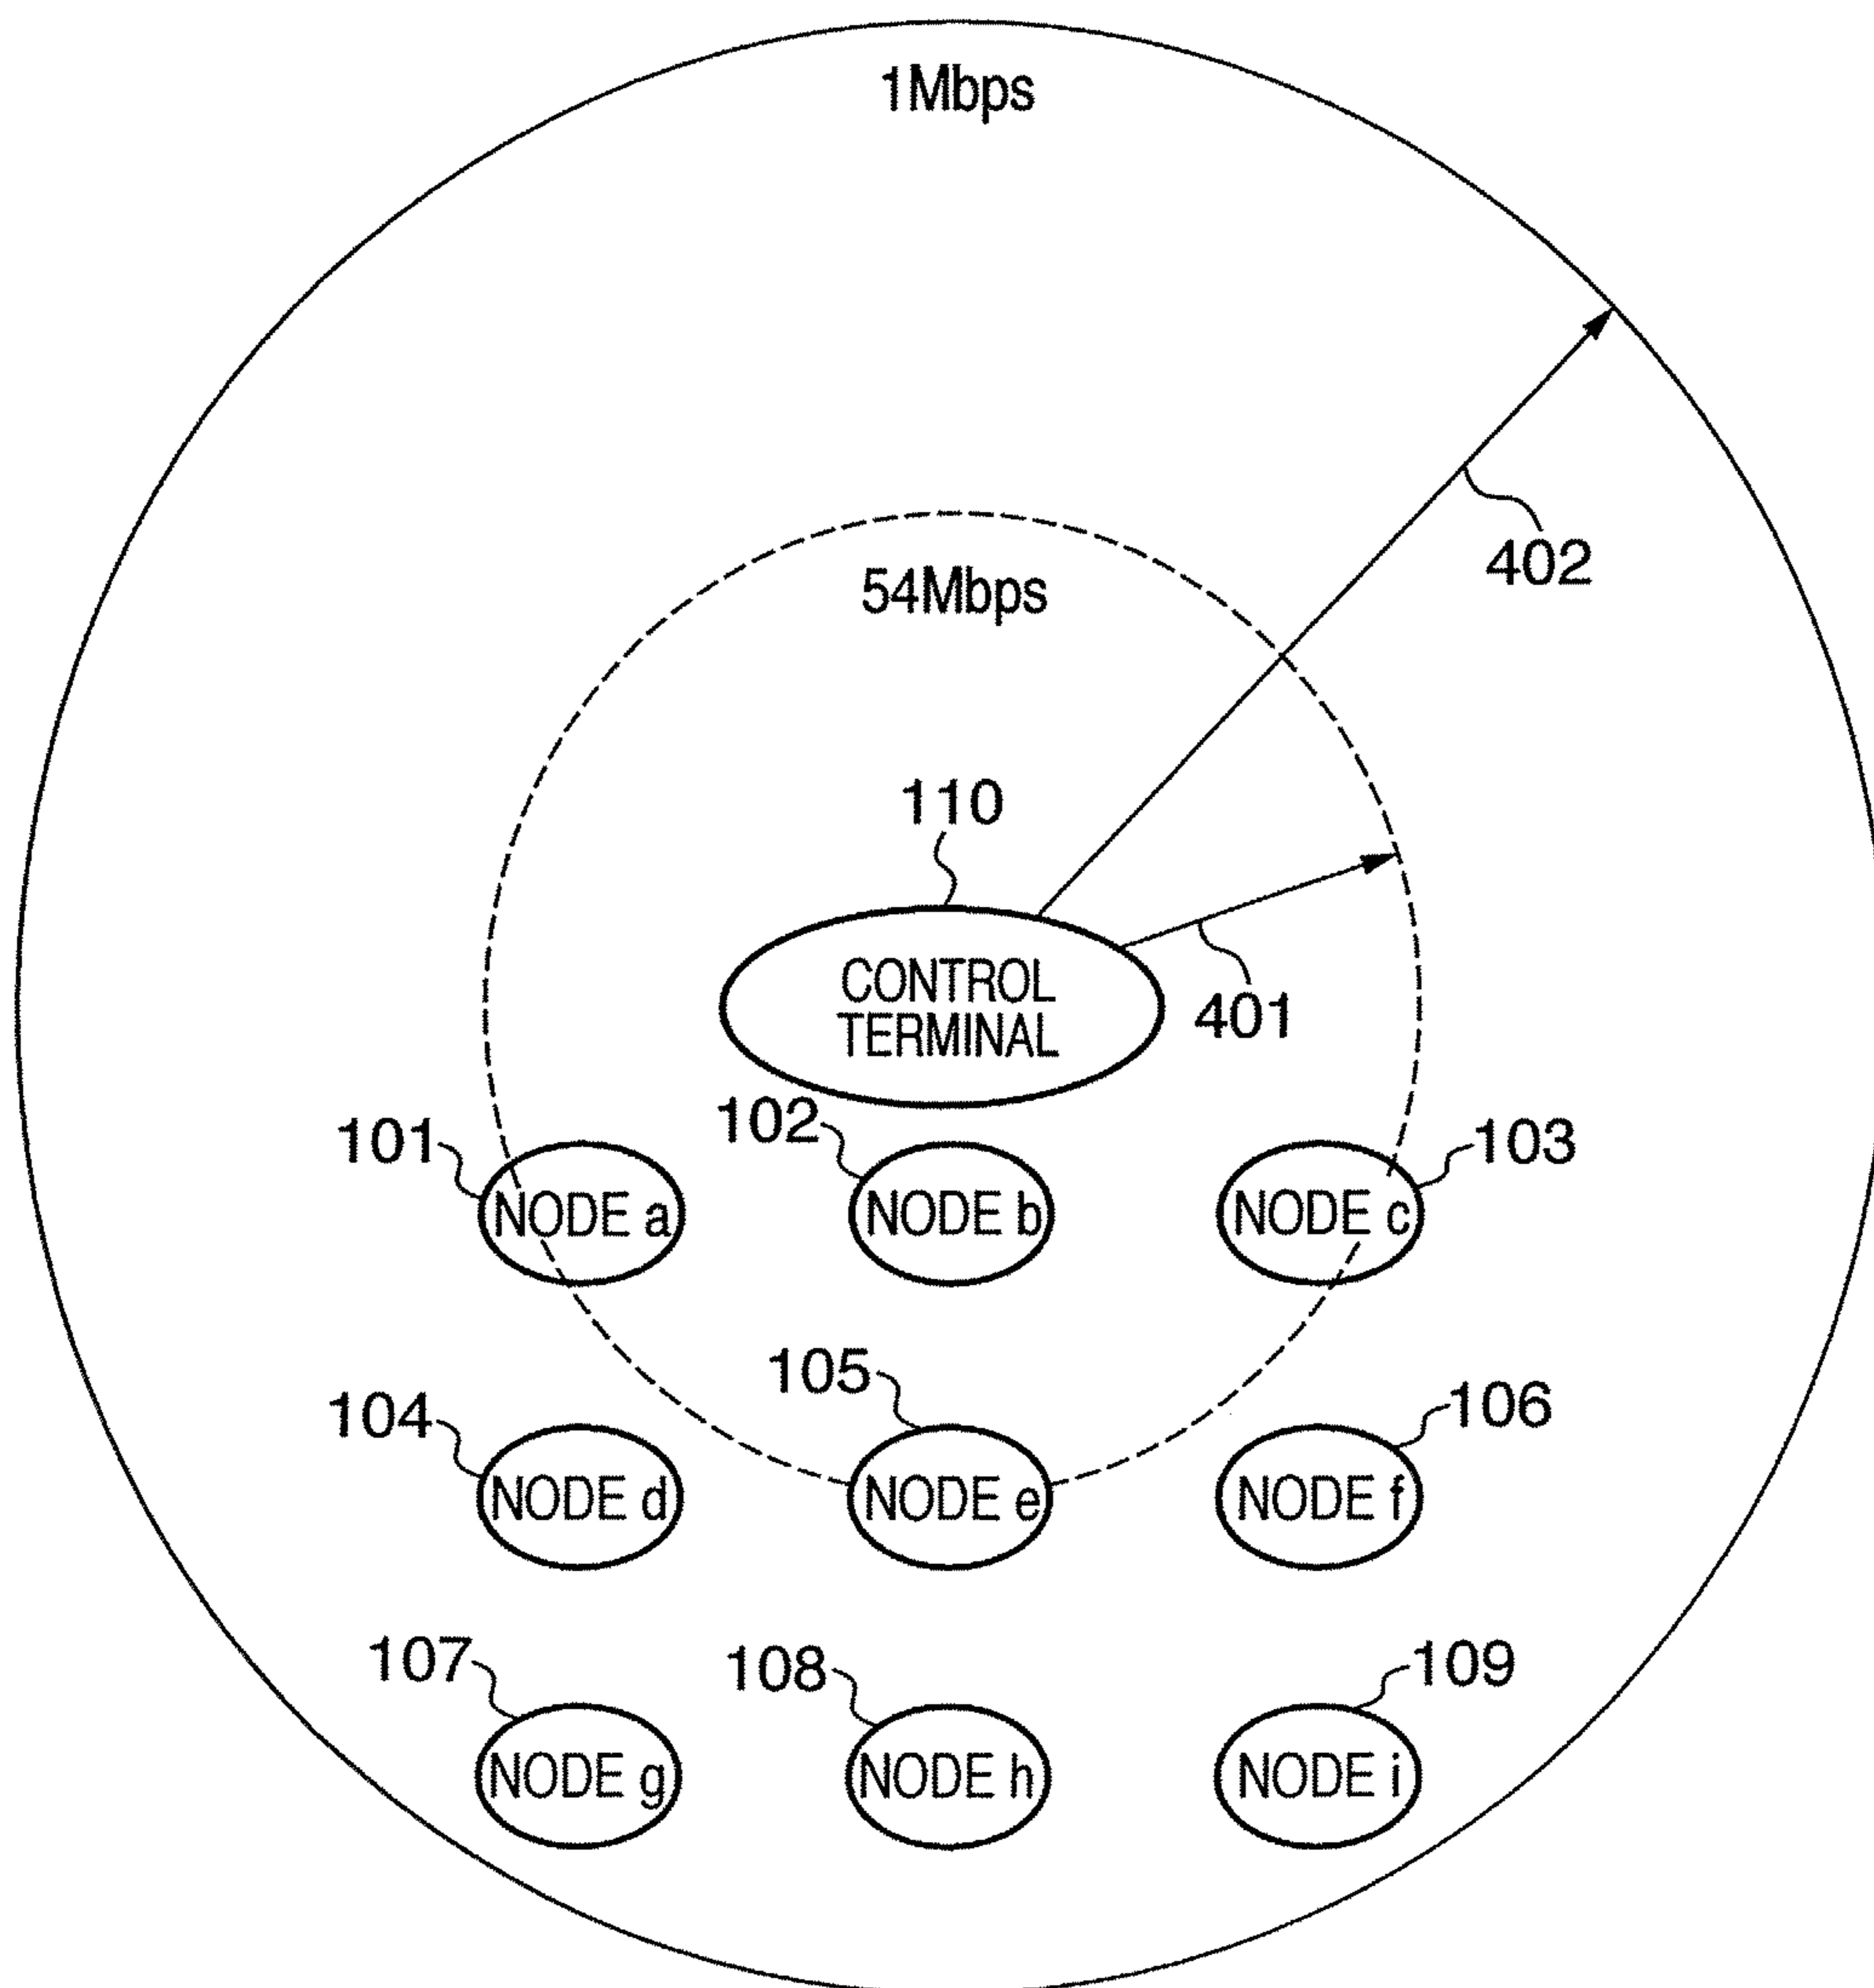 1Mbps
402
54Mbps
110
CONTROL
TERMINAL
401
101
102
103
NODE a
NODE b
NODE c
104
105
106
NODE d
NODE e
NODE f
107
108
109
NODE g
NODE h
NODE i